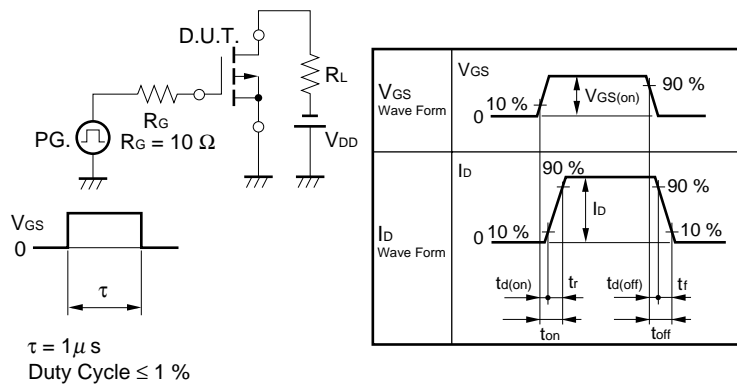 D.U.T.
RL
RG
PG.
RG = 10 Ω
VDD
VGS
0
τ
τ = 1µ s
Duty Cycle ≤ 1 %
VGS
Wave Form
VGS
10 %
0
VGS(on)
90 %
ID
Wave Form
ID
90 %
90 %
ID
0 10 %
10 %
td(on)
tr
td(off)
tf
ton
toff